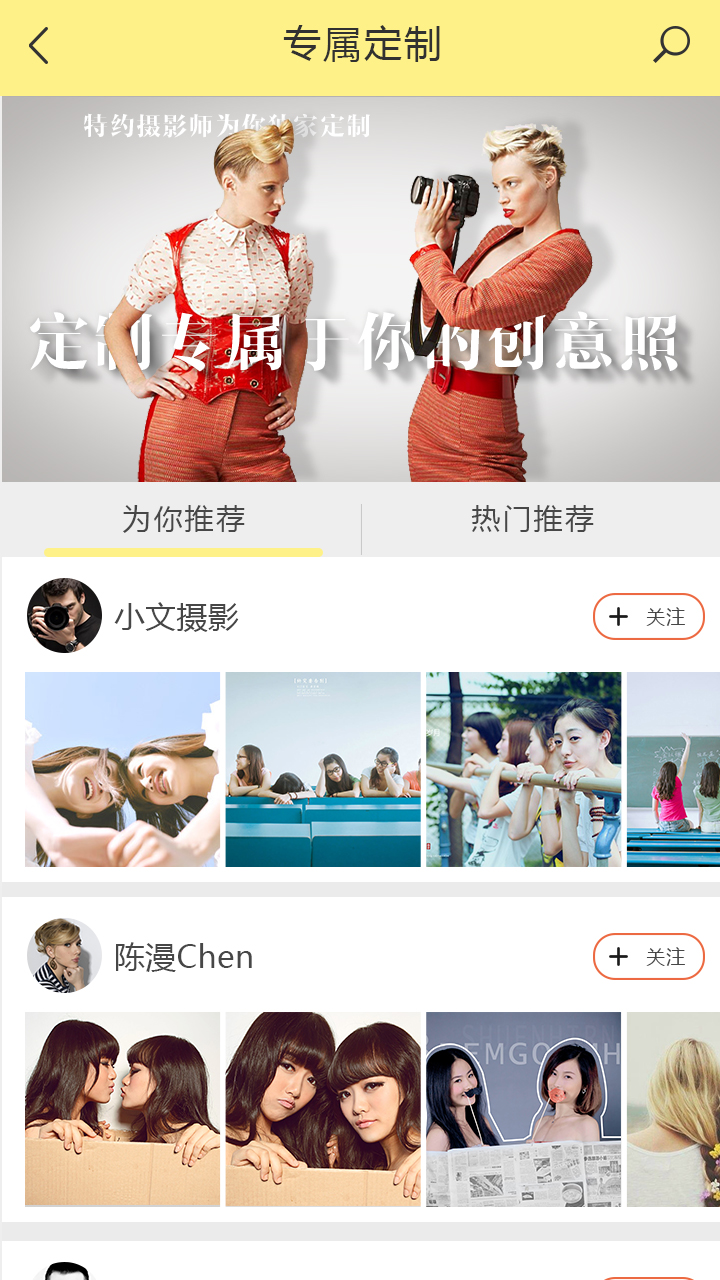 专属定制
特约摄影师为你独家定制
定制专属于你的创意照
为你推荐
热门推荐
小文摄影
+ 关注
陈漫Chen
+ 关注